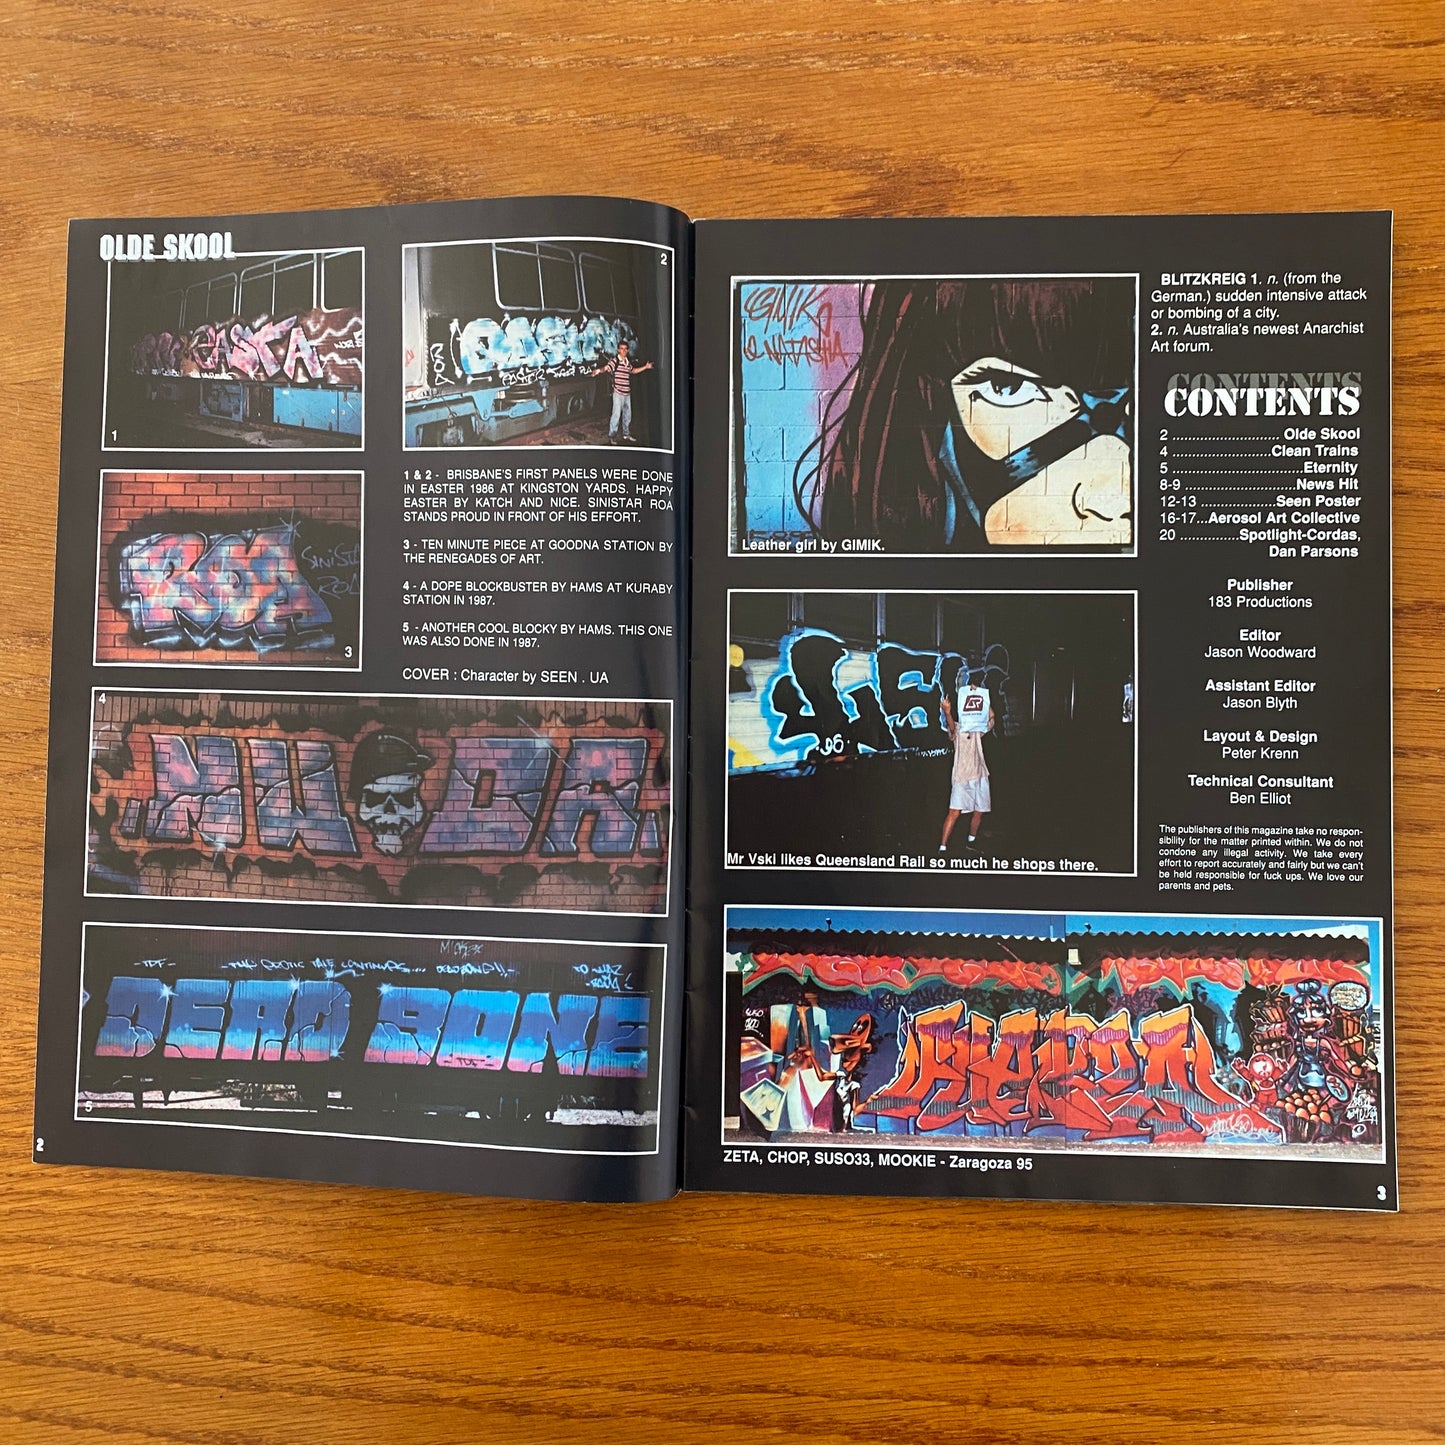 OLDE SKOOL
1
2
3
1 & 2 - BRISBANE'S FIRST PANELS WERE DONE
IN EASTER 1986 AT KINGSTON YARDS. HAPPY
EASTER BY KATCH AND NICE. SINISTAR ROA
STANDS PROUD IN FRONT OF HIS EFFORT.
3 - TEN MINUTE PIECE AT GOODNA STATION BY
THE RENEGADES OF ART.
4 - A DOPE BLOCKBUSTER BY HAMS AT KURABY
STATION IN 1987.
5 - ANOTHER COOL BLOCKY BY HAMS. THIS ONE
WAS ALSO DONE IN 1987.
COVER : Character by SEEN . UA
4
DEAD BONE
5
2
GIMIK
NATASHA
Leather girl by GIMIK.
96.
Mr Vski likes Queensland Rail so much he shops there.
ZETA, CHOP, SUSO33, MOOKIE - Zaragoza 95
BLITZKREIG 1. n. (from the
German.) sudden intensive attack
or bombing of a city.
2. n. Australia's newest Anarchist
Art forum.
CONTENTS
2 ........................... Olde Skool
4 .........................Clean Trains
5 .................................Eternity
8-9 ............................News Hit
12-13 ...................Seen Poster
16-17...Aerosol Art Collective
20 ...............Spotlight-Cordas,
Dan Parsons
Publisher
183 Productions
Editor
Jason Woodward
Assistant Editor
Jason Blyth
Layout & Design
Peter Krenn
Technical Consultant
Ben Elliot
The publishers of this magazine take no respon-
sibility for the matter printed within. We do not
condone any illegal activity. We take every
effort to report accurately and fairly but we can't
be held responsible for fuck ups. We love our
parents and pets.
3